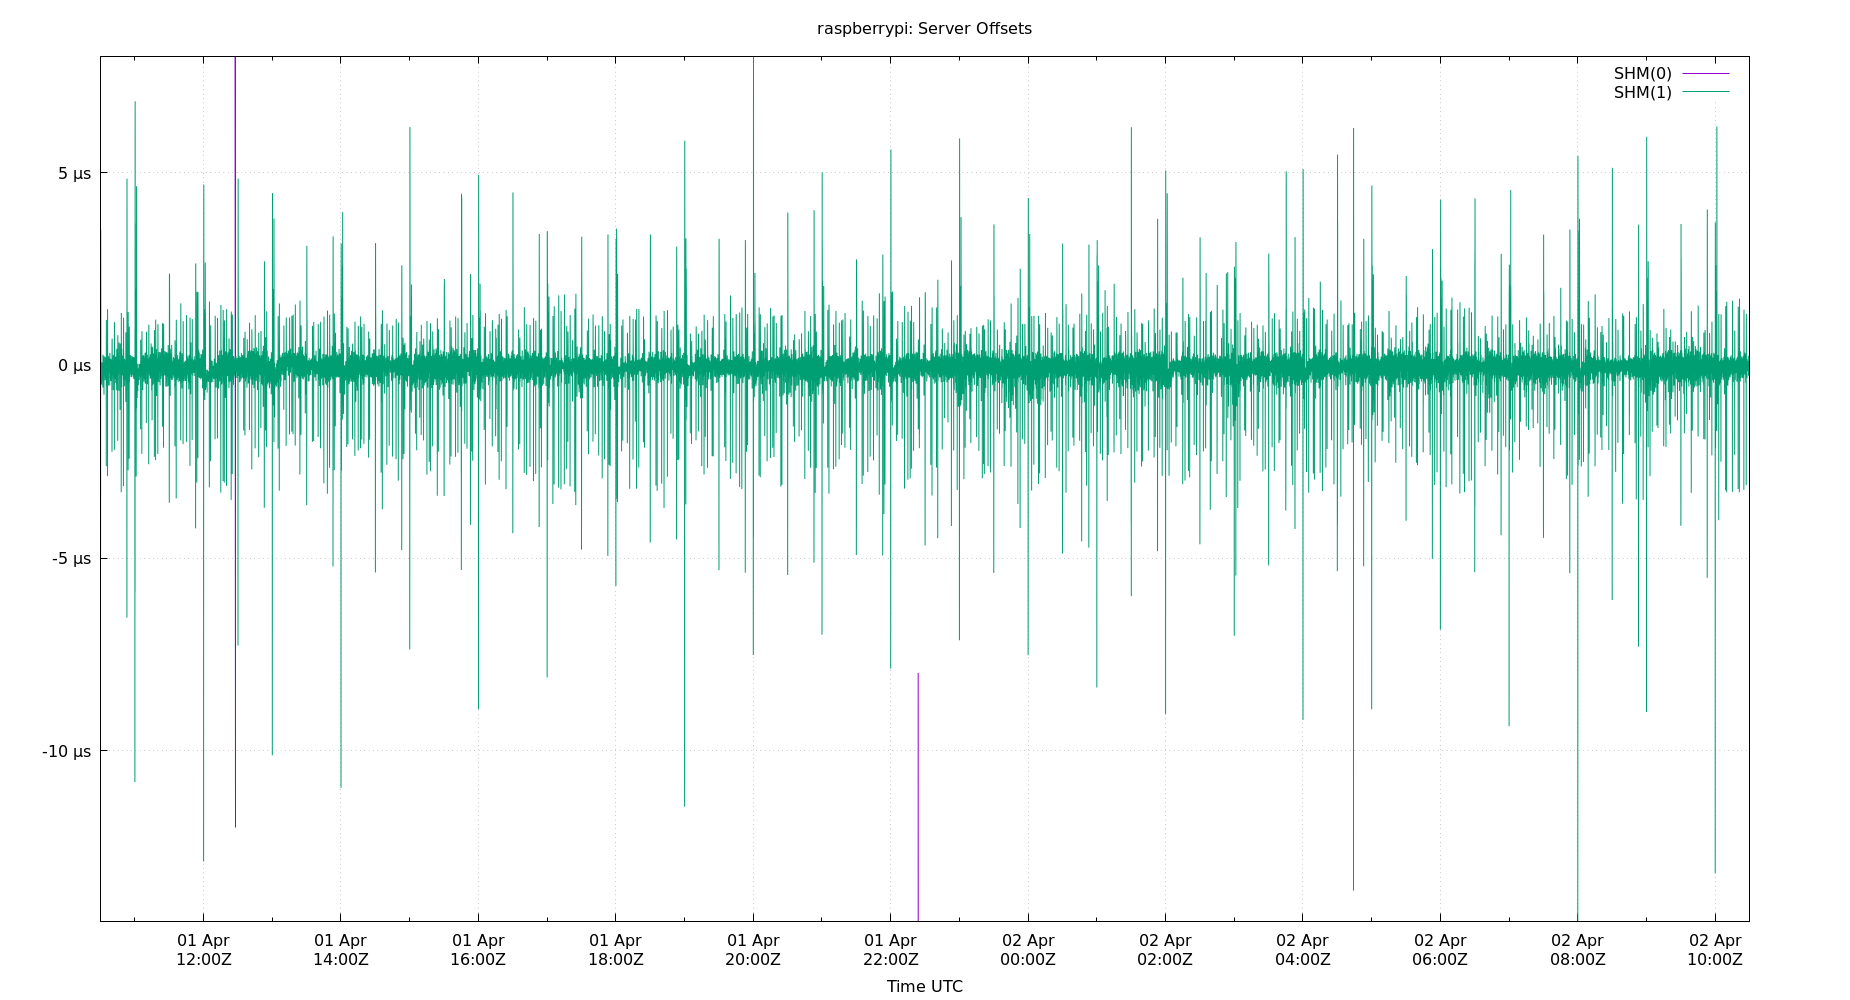 raspberrypi: Server Offsets
SHM(0)
SHM(1)
5 µs
0 µs
-5 µs
-10 µs
01 Apr 01 Apr 01 Apr 01 Apr 01 Apr 01 Apr 02 Apr 02 Apr 02 Apr 02 Apr 02 Apr 02 Apr
12:00Z 14:00Z 16:00Z 18:00Z 20:00Z 22:00Z 00:00Z 02:00Z 04:00Z 06:00Z 08:00Z 10:00Z
Time UTC